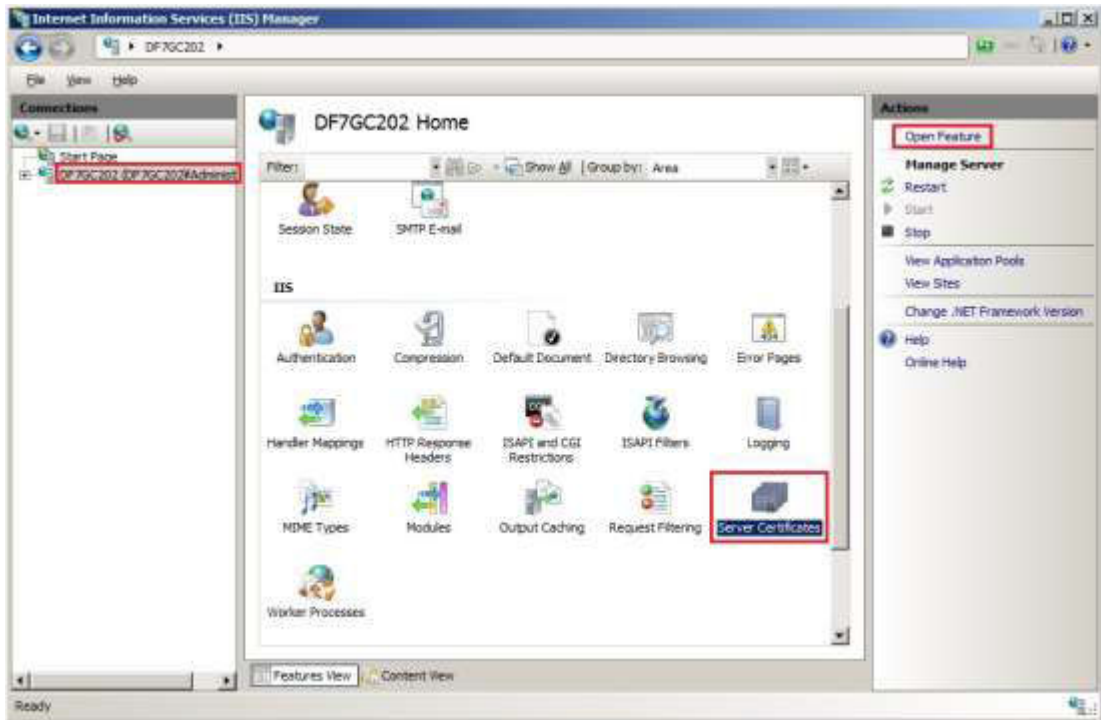 Internet Information Services (IIS) Manager
DF7GC202
File View Help
Connections
Start Page
DF7GC202 (DF7GC202\Administ
DF7GC202 Home
Filter: Go Show All Group by: Area
Session State SMTP E-mail
IIS
Authentication Compression Default Document Directory Browsing Error Pages
Handler Mappings HTTP Response Headers ISAPI and CGI Restrictions ISAPI Filters Logging
MIME Types Modules Output Caching Request Filtering Server Certificates
Worker Processes
Features View Content View
Actions
Open Feature
Manage Server
Restart
Start
Stop
View Application Pools
View Sites
Change .NET Framework Version
Help
Online Help
Ready